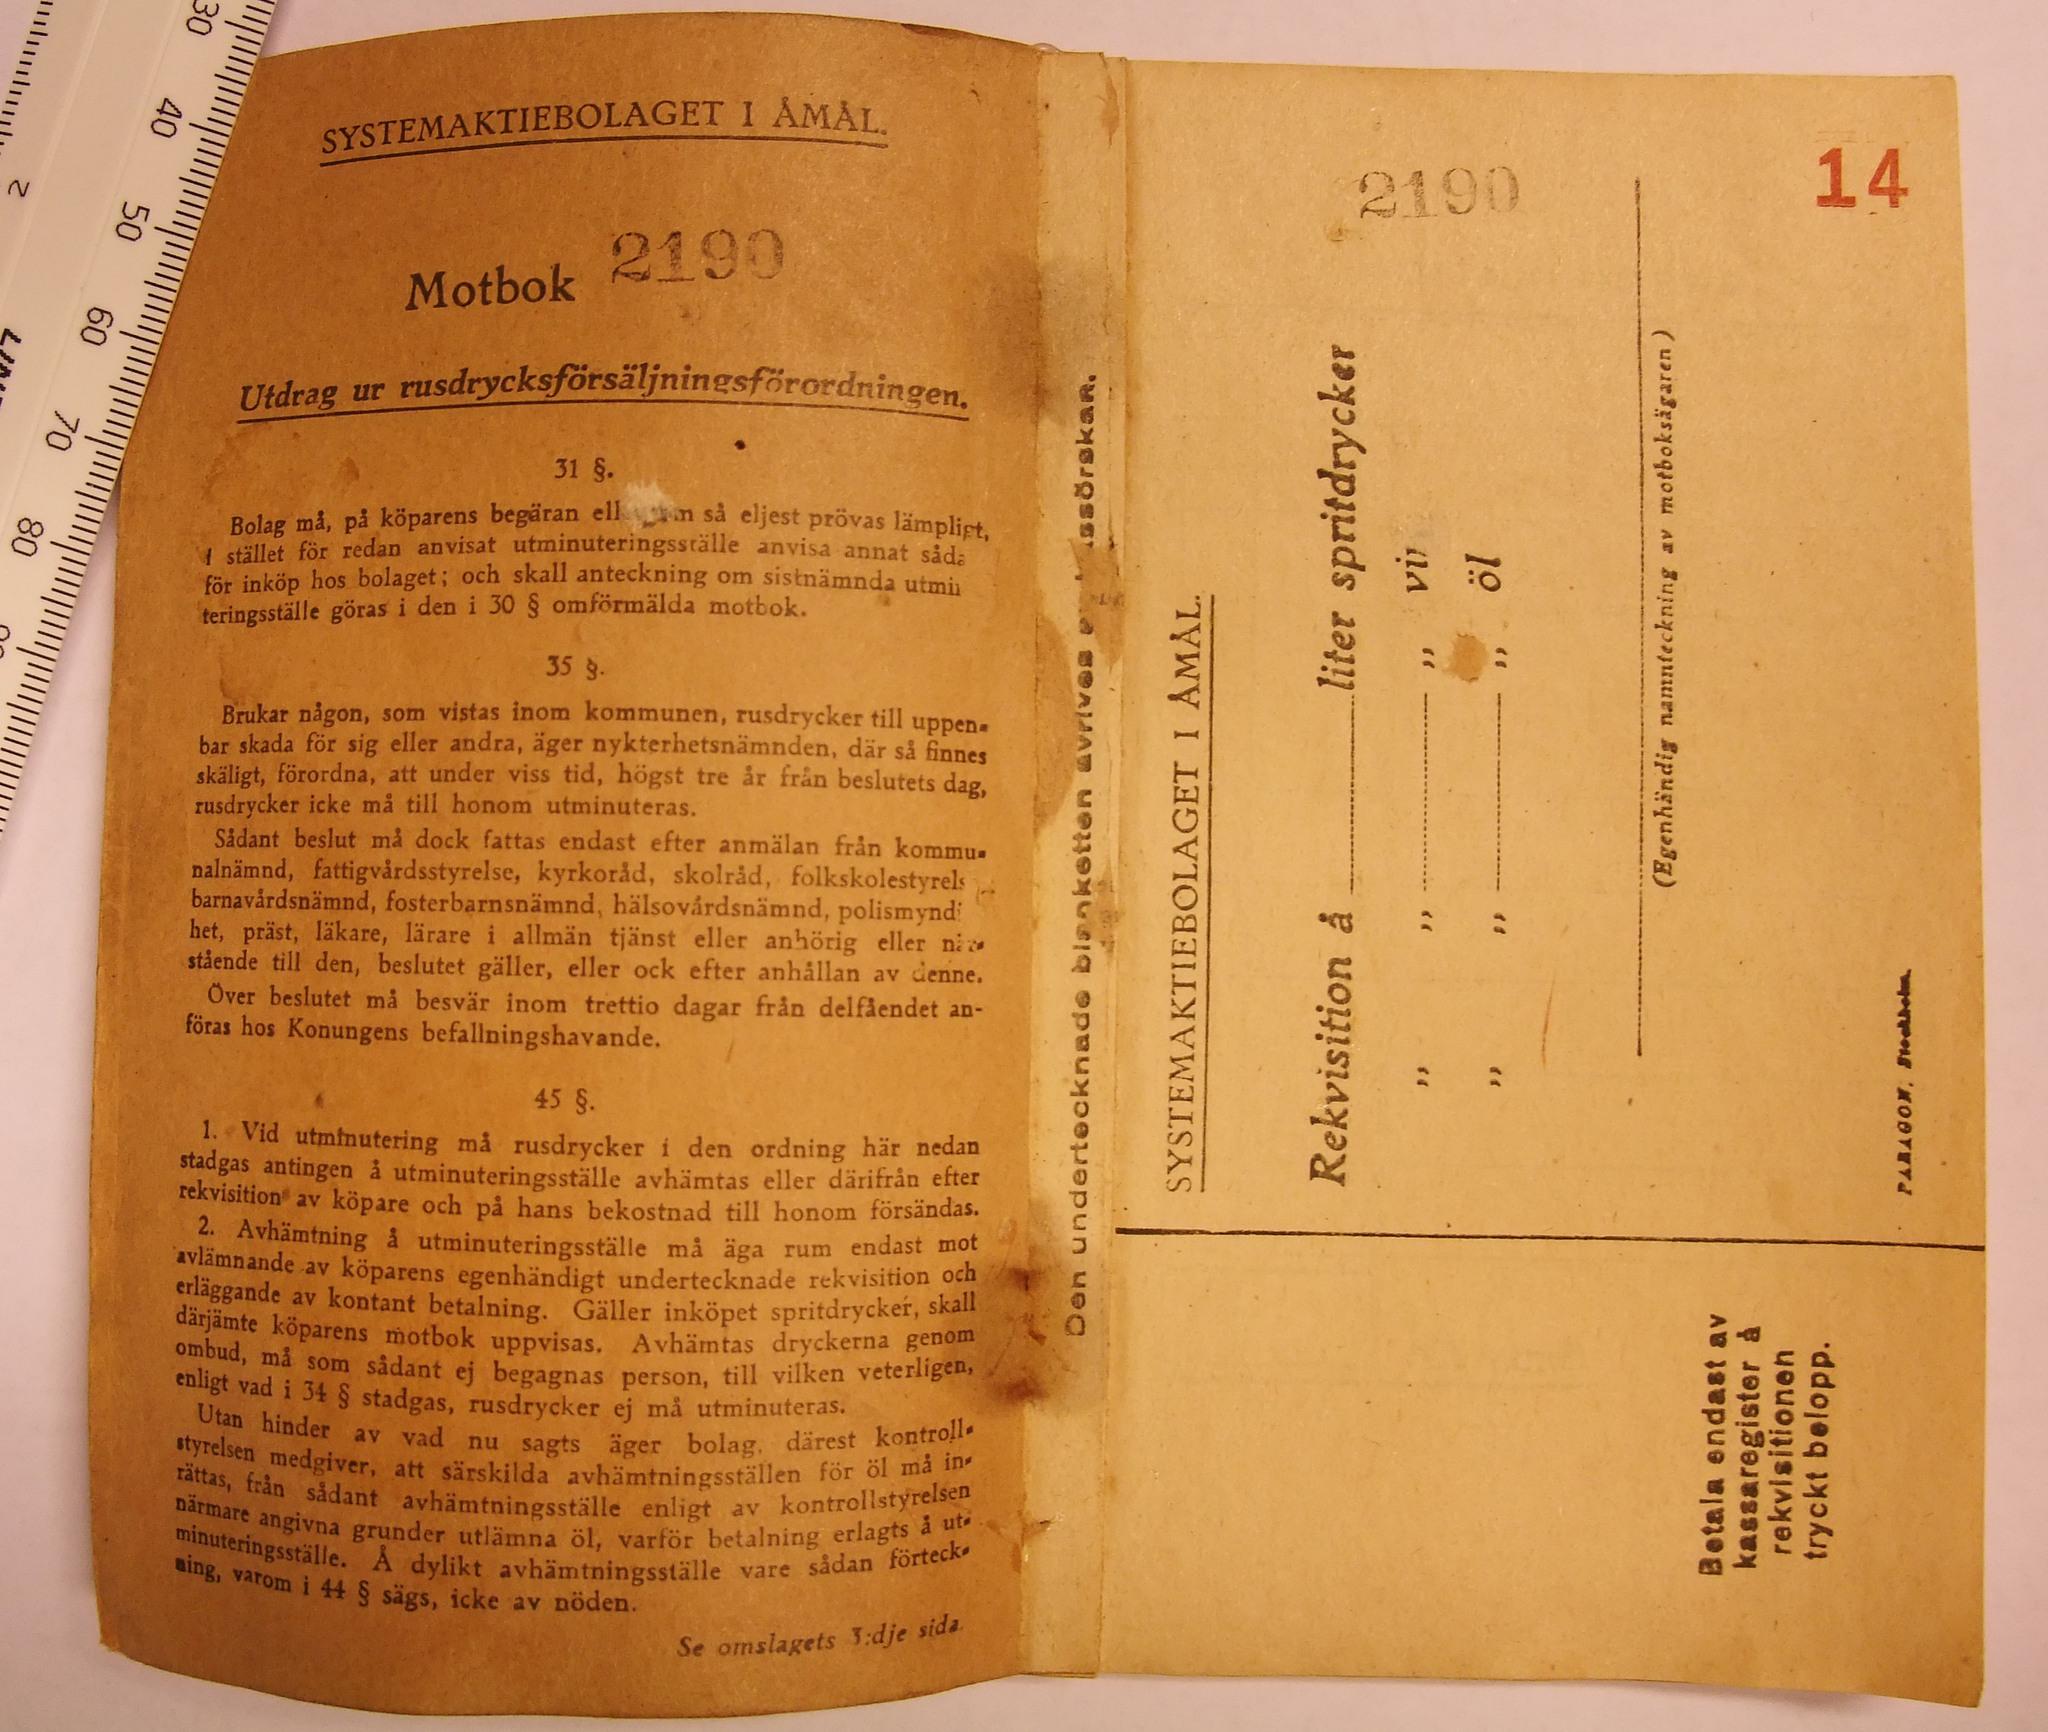 SYSTEMAKTIEBOLAGET I ÅMÅL.
Motbok 2190
Utdrag ur rusdrycksförsäljningsförordningen.
31 §.
Bolag må, på köparens begäran så eljest prövas lämpligt,
i stället för redan anvisat utminuteringsställe anvisa annat
för inköp hos bolaget; och skall anteckning om sistnämnda
teringsställe göras i den i 30 § omförmälda motbok.
35 §.
Brukar någon, som vistas inom kommunen, rusdrycker till uppen-
bar skada för sig eller andra, äger nykterhetsnämnden, där så finnes
skäligt, förordna, att under viss tid, högst tre år från beslutets dag,
rusdrycker icke må till honom utminuteras.
Sådant beslut må dock fattas endast efter anmälan från kommu-
nalnämnd, fattigvårdsstyrelse, kyrkoråd, skolråd, folkskolestyrels
barnavårdsnämnd, fosterbarnsnämnd, hälsovårdsnämnd, polismyndi
het, präst, läkare, lärare i allmän tjänst eller anhörig eller när-
stående till den, beslutet gäller, eller ock efter anhållan av denne.
Över beslutet må besvär inom trettio dagar från delfåendet an-
föras hos Konungens befallningshavande.
45 §.
1. Vid utminutering må rusdrycker i den ordning här nedan
stadgas antingen å utminuteringsställe avhämtas eller därifrån efter
rekvisition av köpare och på hans bekostnad till honom försändas.
2. Avhämtning å utminuteringsställe må äga rum endast mot
avlämnande av köparens egenhändigt undertecknade rekvisition och
erläggande av kontant betalning. Gäller inköpet spritdrycker, skall
därjämte köparens motbok uppvisas. Avhämtas dryckerna genom
ombud, må som sådant ej begagnas person, till vilken veterligen,
enligt vad i 34 § stadgas, rusdrycker ej må utminuteras.
Utan hinder av vad nu sagts äger bolag, därest kontroll-
styrelsen medgiver, att särskilda avhämtningsställen för öl må in-
rättas, från sådant avhämtningsställe enligt av kontrollstyrelsen
närmare angivna grunder utlämna öl, varför betalning erlagts å ut-
minuteringsställe. Å dylikt avhämtningsställe vare sådan förteck-
ning, varom i 44 § sägs, icke av nöden.
Se omslagets 3:dje sida.
Den undertecknade blanketten avrives
SYSTEMAKTIEBOLAGET I ÅMÅL.
2190
Rekvisition å liter spritdrycker
„ „ „ vin
„ „ „ öl
(Egenhändig namnteckning av motboksägaren)
14
PARAGON, Stockholm.
Betala endast av
kassaregister å
rekvisitionen
tryckt belopp.
30
40
50
60
70
80
2